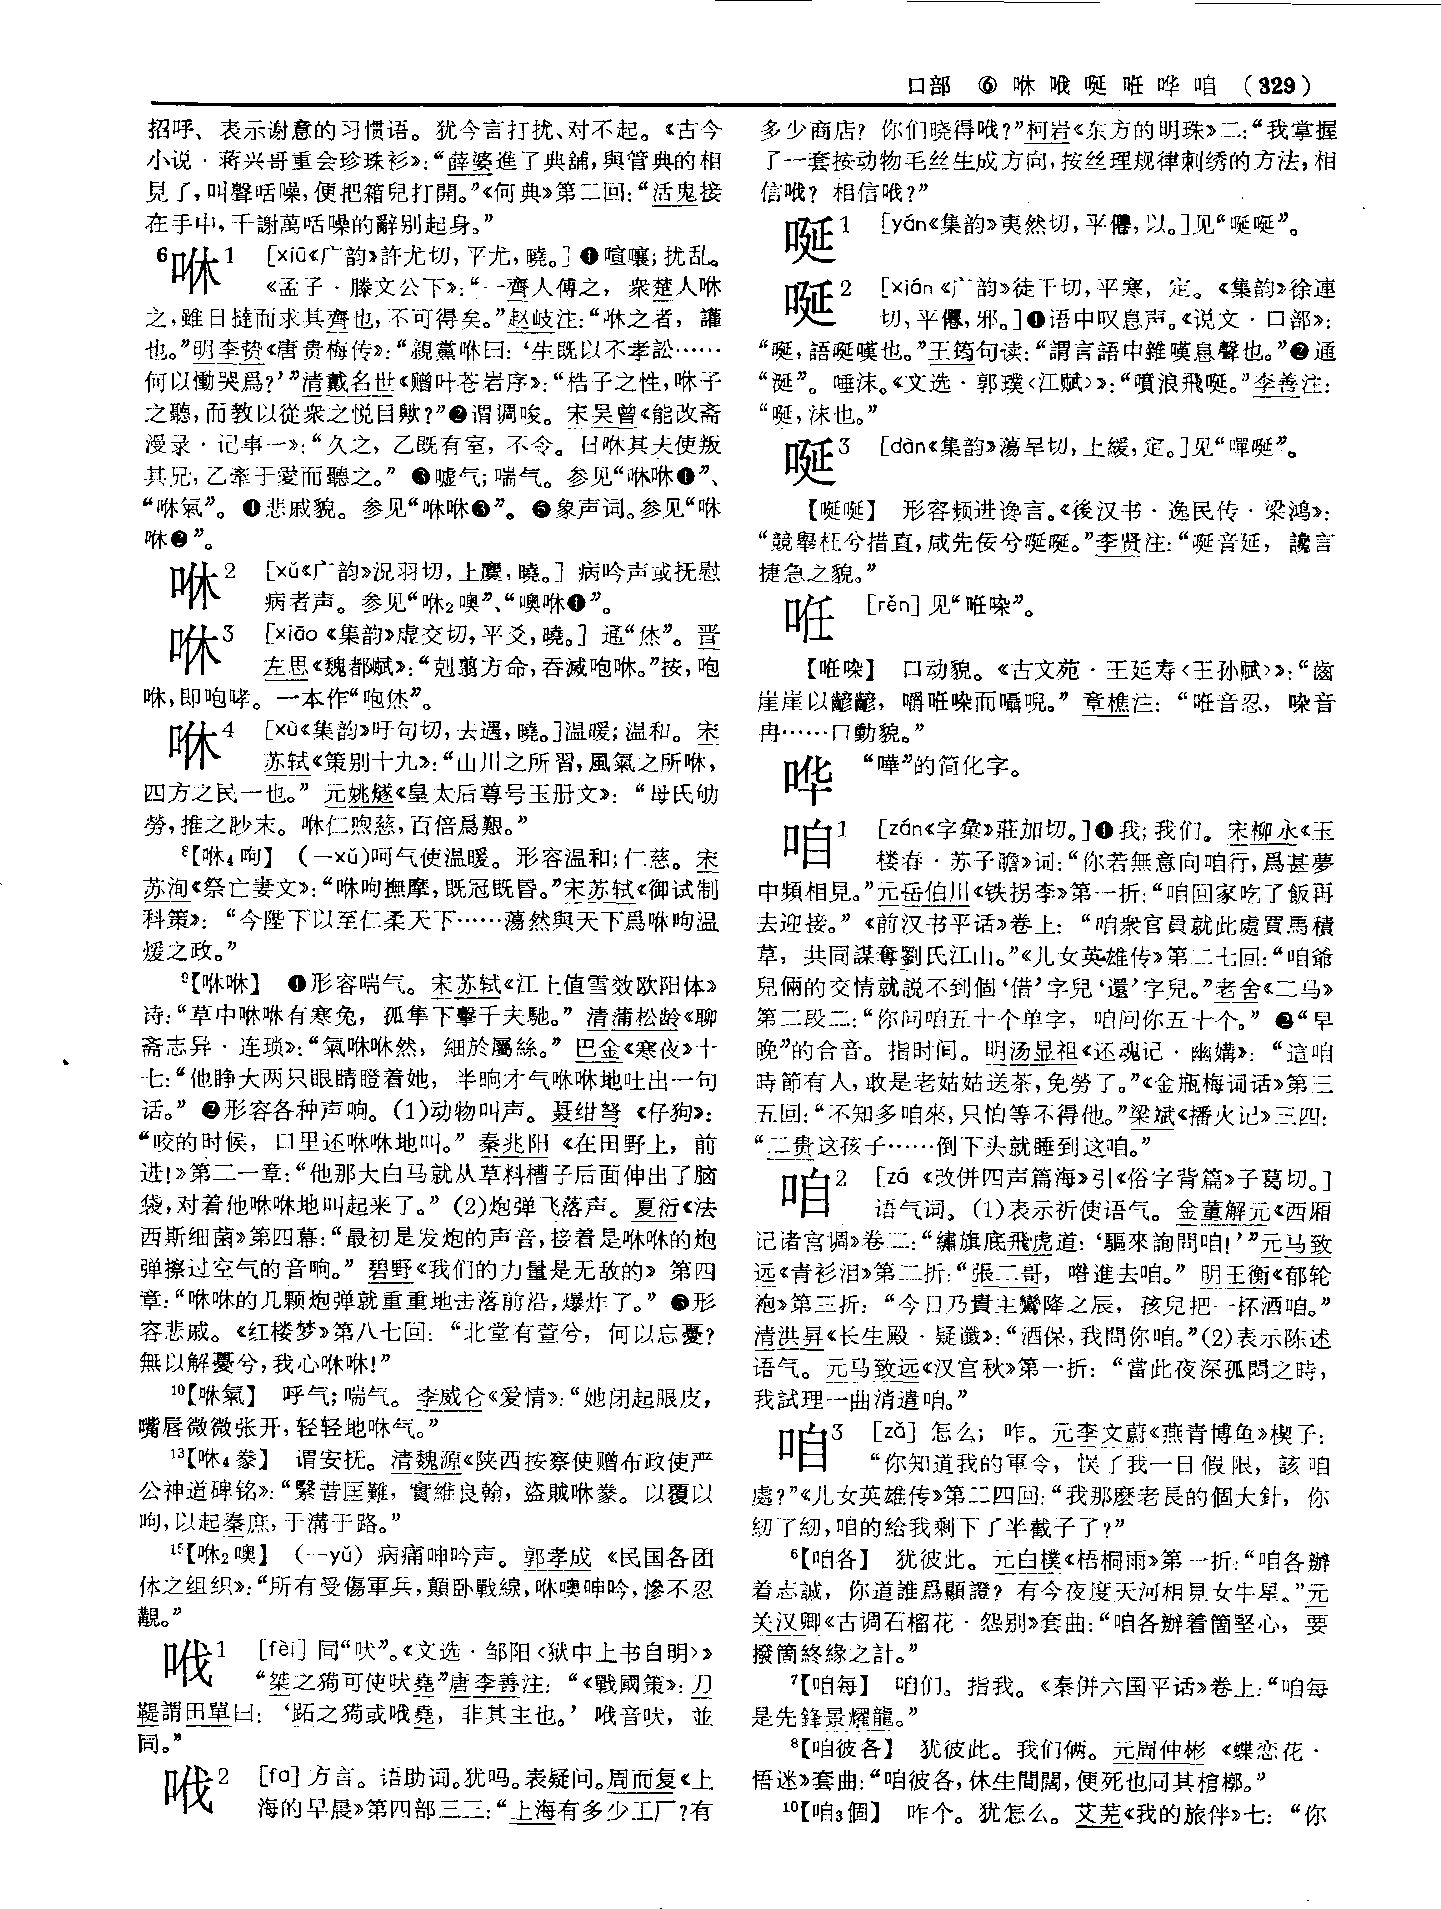 口部 ⑥ 咻 哦 唌 㕥 哗 咱 (329)
招呼、表示谢意的习惯语。犹今言打扰、对不起。《古今
小说·蒋兴哥重会珍珠衫》:“薛婆進了典舖,與管典的相
見了,叫聲咶噪,便把箱兒打開。”《何典》第二回:“活鬼接
在手中,千謝萬咶噪的辭别起身。”
⁶咻1 [xiū《广韵》許尤切,平尤,曉。]❶喧嚷;扰乱。
《孟子·滕文公下》:“一齊人傅之,衆楚人咻
之,雖日撻而求其齊也,不可得矣。”赵岐注:“咻之者,讙
也。”明李贽《唐贵梅传》:“親黨咻曰:‘生既以不孝訟……
何以慟哭爲?’”清戴名世《赠叶苍岩序》:“梏子之性,咻子
之聽,而教以從衆之悦目歟?”❷谓调唆。宋吴曾《能改斋
漫录·记事一》:“久之,乙既有室,不令。日咻其夫使叛
其兄,乙牽于愛而聽之。” ❸嘘气;喘气。参见“咻咻❶”、
“咻氣”。❹悲戚貌。参见“咻咻❸”。❺象声词。参见“咻
咻❷”。
咻2 [xǔ《广韵》況羽切,上麌,曉。] 病吟声或抚慰
病者声。参见“咻₂噢”、“噢咻❶”。
咻3 [xiāo《集韵》虚交切,平爻,曉。] 通“烋”。晋
左思《魏都赋》:“剋翦方命,吞滅咆咻。”按,咆
咻,即咆哮。一本作“咆烋”。
咻4 [xù《集韵》吁句切,去遇,曉。]温暖;温和。宋
苏轼《策别十九》:“山川之所習,風氣之所咻,
四方之民一也。” 元姚燧《皇太后尊号玉册文》:“母氏劬
勞,推之眇末。咻仁煦慈,百倍爲艱。”
⁸【咻₄呴】 (—xǔ)呵气使温暖。形容温和;仁慈。宋
苏洵《祭亡妻文》:“咻呴撫摩,既冠既昏。”宋苏轼《御试制
科策》:“今陛下以至仁柔天下……蕩然與天下爲咻呴温
煖之政。”
⁹【咻咻】 ❶形容喘气。宋苏轼《江上值雪效欧阳体》
诗:“草中咻咻有寒兔,孤隼下擊千夫馳。” 清蒲松龄《聊
斋志异·连琐》:“氣咻咻然,細於屬絲。” 巴金《寒夜》十
七:“他睁大两只眼睛瞪着她,半晌才气咻咻地吐出一句
话。” ❷形容各种声响。(1)动物叫声。聂绀弩《仔狗》:
“咬的时候,口里还咻咻地叫。” 秦兆阳《在田野上,前
进!》第二一章:“他那大白马就从草料槽子后面伸出了脑
袋,对着他咻咻地叫起来了。”(2)炮弹飞落声。夏衍《法
西斯细菌》第四幕:“最初是发炮的声音,接着是咻咻的炮
弹擦过空气的音响。” 碧野《我们的力量是无敌的》第四
章:“咻咻的几颗炮弹就重重地击落前沿,爆炸了。” ❸形
容悲戚。《红楼梦》第八七回:“北堂有萱兮,何以忘憂?
無以解憂兮,我心咻咻!”
¹⁰【咻氣】 呼气;喘气。李威仑《爱情》:“她闭起眼皮,
嘴唇微微张开,轻轻地咻气。”
¹³【咻₄豢】 谓安抚。清魏源《陕西按察使赠布政使严
公神道碑铭》:“繄昔匡難,實維良翰,盜賊咻豢。以覆以
呴,以起秦庶,于溝于路。”
¹⁵【咻₂噢】 (—yǔ) 病痛呻吟声。郭孝成《民国各团
体之组织》:“所有受傷軍兵,顛卧戰線,咻噢呻吟,慘不忍
覩。”
哦1 [fèi] 同“吠”。《文选·邹阳〈狱中上书自明〉》
“桀之狗可使吠堯”唐李善注:“《戰國策》:刀
鞮謂田單曰:‘跖之狗或哦堯,非其主也。’哦音吠,並
同。”
哦2 [fɑ] 方言。语助词。犹吗。表疑问。周而复《上
海的早晨》第四部三三:“上海有多少工厂?有
多少商店?你们晓得哦?”柯岩《东方的明珠》二:“我掌握
了一套按动物毛丝生成方向,按丝理规律刺绣的方法,相
信哦?相信哦?”
唌1 [yán《集韵》夷然切,平僊,以。]见“唌唌”。
唌2 [xián《广韵》徒干切,平寒,定。《集韵》徐連
切,平僊,邪。]❶语中叹息声。《说文·口部》:
“唌,語唌嘆也。”王筠句读:“謂言語中雜嘆息聲也。”❷通
“涎”。唾沫。《文选·郭璞〈江赋〉》:“噴浪飛唌。”李善注:
“唌,沫也。”
唌3 [dàn《集韵》蕩旱切,上緩,定。]见“嘽唌”。
【唌唌】 形容频进谗言。《後汉书·逸民传·梁鸿》:
“競舉枉兮措直,咸先佞兮唌唌。”李贤注:“唌音延,讒言
捷急之貌。”
㕥 [rěn] 见“㕥㖤”。
【㕥㖤】 口动貌。《古文苑·王延寿〈王孙赋〉》:“齒
崖崖以齴齴,嚼㕥㖤而囁唲。” 章樵注:“㕥音忍,㖤音
冉……口動貌。”
哗 “嘩”的简化字。
咱1 [zán《字彙》莊加切。]❶我;我们。宋柳永《玉
楼春·苏子瞻》词:“你若無意向咱行,爲甚夢
中頻相見。”元岳伯川《铁拐李》第一折:“咱回家吃了飯再
去迎接。”《前汉书平话》卷上:“咱衆官員就此處買馬積
草,共同謀奪劉氏江山。”《儿女英雄传》第二七回:“咱爺
兒倆的交情就説不到個‘借’字兒‘還’字兒。”老舍《二马》
第二段二:“你问咱五十个单字,咱问你五十个。” ❷“早
晚”的合音。指时间。明汤显祖《还魂记·幽媾》:“這咱
時節有人,敢是老姑姑送茶,免勞了。”《金瓶梅词话》第三
五回:“不知多咱來,只怕等不得他。”梁斌《播火记》三四:
“二贵这孩子……倒下头就睡到这咱。”
咱2 [zá《改併四声篇海》引《俗字背篇》子葛切。]
语气词。(1)表示祈使语气。金董解元《西厢
记诸宫调》卷二:“繡旗底飛虎道:‘驅來詢問咱!’”元马致
远《青衫泪》第二折:“張二哥,喒進去咱。” 明王衡《郁轮
袍》第三折:“今日乃貴主鸞降之辰,孩兒把一杯酒咱。”
清洪昇《长生殿·疑谶》:“酒保,我問你咱。”(2)表示陈述
语气。元马致远《汉宫秋》第一折:“當此夜深孤悶之時,
我試理一曲消遣咱。”
咱3 [zǎ] 怎么;咋。元李文蔚《燕青博鱼》楔子:
“你知道我的軍令,悮了我一日假限,該咱
處?”《儿女英雄传》第二四回:“我那麽老長的個大針,你
紉了紉,咱的給我剩下了半截子了?”
⁶【咱各】 犹彼此。元白樸《梧桐雨》第一折:“咱各辦
着志誠,你道誰爲顯證?有今夜度天河相見女牛星。”元
关汉卿《古调石榴花·怨别》套曲:“咱各辦着箇堅心,要
撥箇終緣之計。”
⁷【咱每】 咱们。指我。《秦併六国平话》卷上:“咱每
是先鋒景耀龍。”
⁸【咱彼各】 犹彼此。我们俩。元周仲彬《蝶恋花·
悟迷》套曲:“咱彼各,休生間闊,便死也同其棺槨。”
¹⁰【咱₃個】 咋个。犹怎么。艾芜《我的旅伴》七:“你